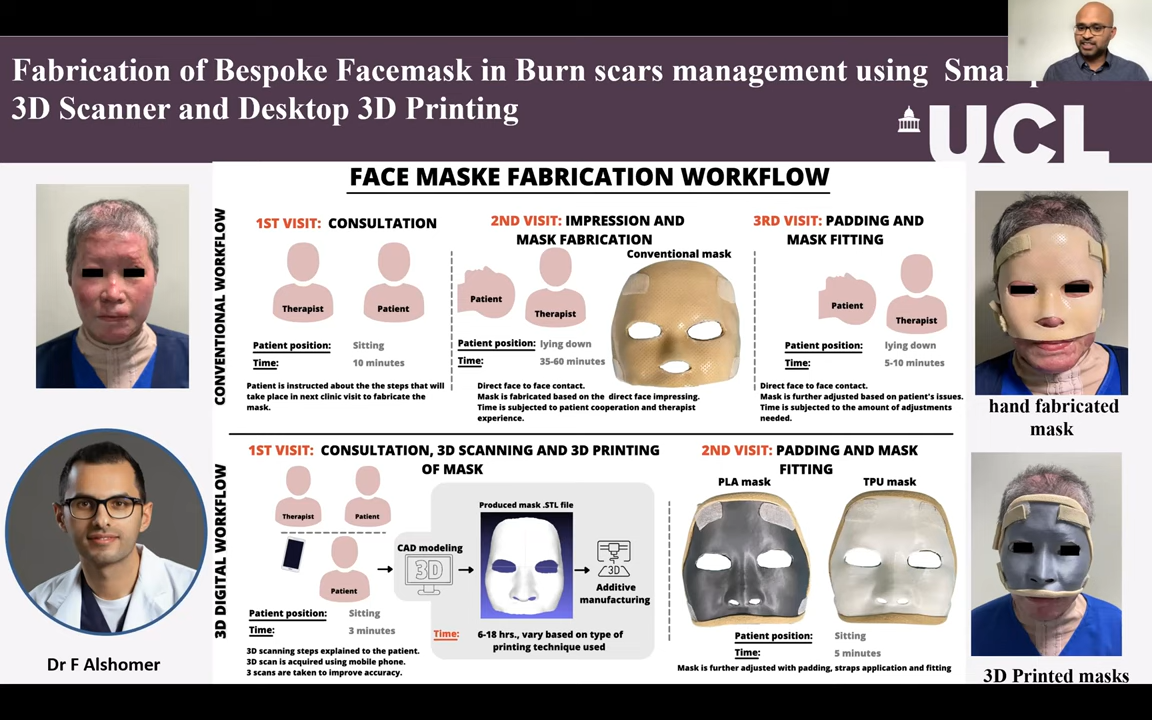 Fabrication of Bespoke Facemask in Burn scars management using
3D Scanner and Desktop 3D Printing
UCL
FACE MASKE FABRICATION WORKFLOW
CONVENTIONAL WORKFLOW
1ST VISIT: CONSULTATION
Therapist
Patient
Patient position: Sitting
Time: 10 minutes
Patient is instructed about the the steps that will
take place in next clinic visit to fabricate the
mask.
2ND VISIT: IMPRESSION AND
MASK FABRICATION
Conventional mask
Patient
Therapist
Patient position: lying down
Time: 35-60 minutes
Direct face to face contact.
Mask is fabricated based on the direct face impressing.
Time is subject to patient cooperation and therapist
experience.
3RD VISIT: PADDING AND
MASK FITTING
Patient
Therapist
Patient position: lying down
Time: 5-10 minutes
Direct face to face contact.
Mask is further adjusted based on patient's issues.
Time is subjected to the amount of adjustments
needed.
hand fabricated
mask
3D DIGITAL WORKFLOW
1ST VISIT: CONSULTATION, 3D SCANNING AND 3D PRINTING
OF MASK
Therapist
Patient
Patient
Patient position: Sitting
Time: 3 minutes
3D scanning steps explained to the patient.
3D scan is acquired using mobile phone.
3 scans are taken to improve accuracy.
CAD modeling
3D
Produced mask .STL file
3D
Additive
manufacturing
Time: 6-18 hrs., vary based on type of
printing technique used
2ND VISIT: PADDING AND MASK
FITTING
PLA mask
TPU mask
Patient position: Sitting
Time: 5 minutes
Mask is further adjusted with padding, straps application and fitting
Dr F Alshomer
3D Printed masks